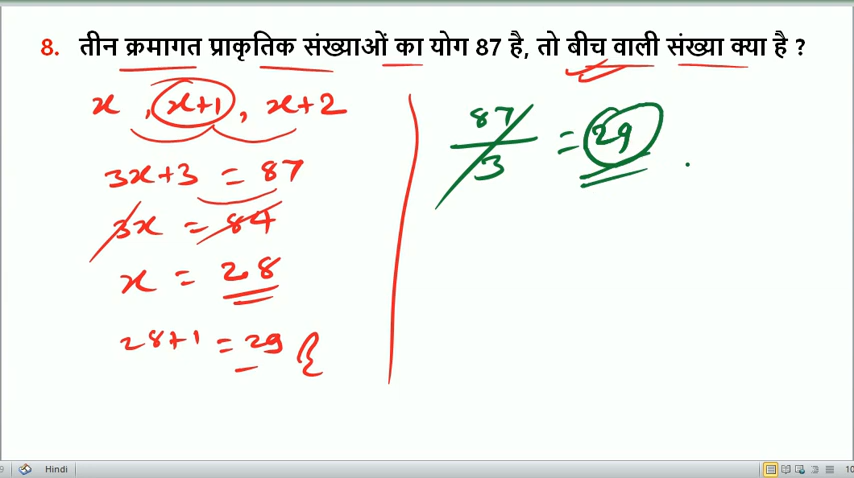 8. तीन क्रमागत प्राकृतिक संख्याओं का योग 87 है, तो बीच वाली संख्या क्या है ?
x, x+1, x+2
3x+3 = 87
3x = 84
x = 28
28+1 = 29
87/3 = 29
Hindi